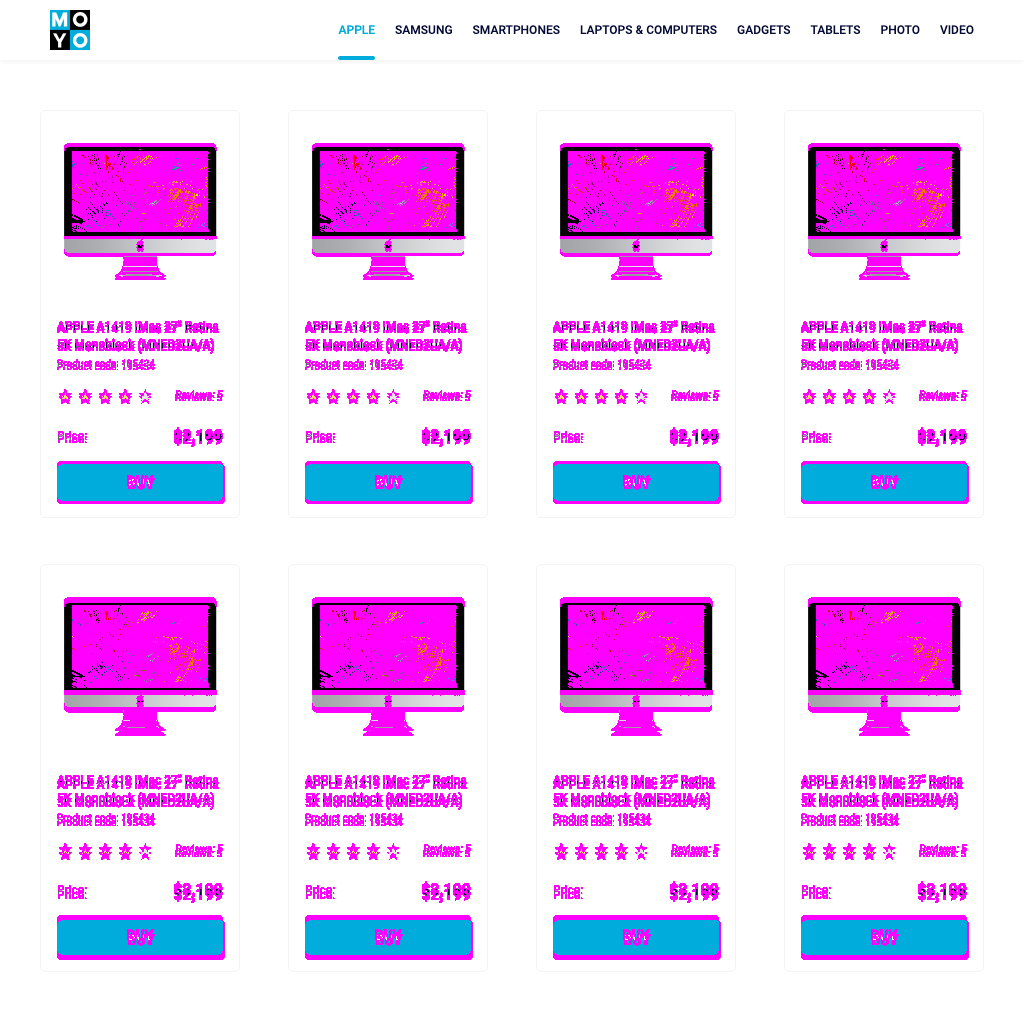 MO
YO
APPLE SAMSUNG SMARTPHONES LAPTOPS & COMPUTERS GADGETS TABLETS PHOTO VIDEO
APPLE A1419 iMac 27" Retina
5K Monoblock (MNED2UA/A)
Product code: 195434
Reviews: 5
Price: $2,199
BUY
APPLE A1419 iMac 27" Retina
5K Monoblock (MNED2UA/A)
Product code: 195434
Reviews: 5
Price: $2,199
BUY
APPLE A1419 iMac 27" Retina
5K Monoblock (MNED2UA/A)
Product code: 195434
Reviews: 5
Price: $2,199
BUY
APPLE A1419 iMac 27" Retina
5K Monoblock (MNED2UA/A)
Product code: 195434
Reviews: 5
Price: $2,199
BUY
APPLE A1419 iMac 27" Retina
5K Monoblock (MNED2UA/A)
Product code: 195434
Reviews: 5
Price: $2,199
BUY
APPLE A1419 iMac 27" Retina
5K Monoblock (MNED2UA/A)
Product code: 195434
Reviews: 5
Price: $2,199
BUY
APPLE A1419 iMac 27" Retina
5K Monoblock (MNED2UA/A)
Product code: 195434
Reviews: 5
Price: $2,199
BUY
APPLE A1419 iMac 27" Retina
5K Monoblock (MNED2UA/A)
Product code: 195434
Reviews: 5
Price: $2,199
BUY